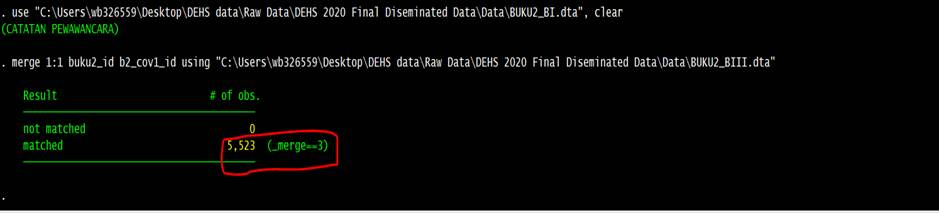 . use "C:\Users\wb326559\Desktop\DEHS data\Raw Data\DEHS 2020 Final Diseminated Data\Data\BUKU2_BI.dta", clear
(CATATAN PEWAWANCARA)
. merge 1:1 buku2_id b2_cov1_id using "C:\Users\wb326559\Desktop\DEHS data\Raw Data\DEHS 2020 Final Diseminated Data\Data\BUKU2_BIII.dta"
Result # of obs.
not matched 0
matched 5,523 (_merge==3)
.